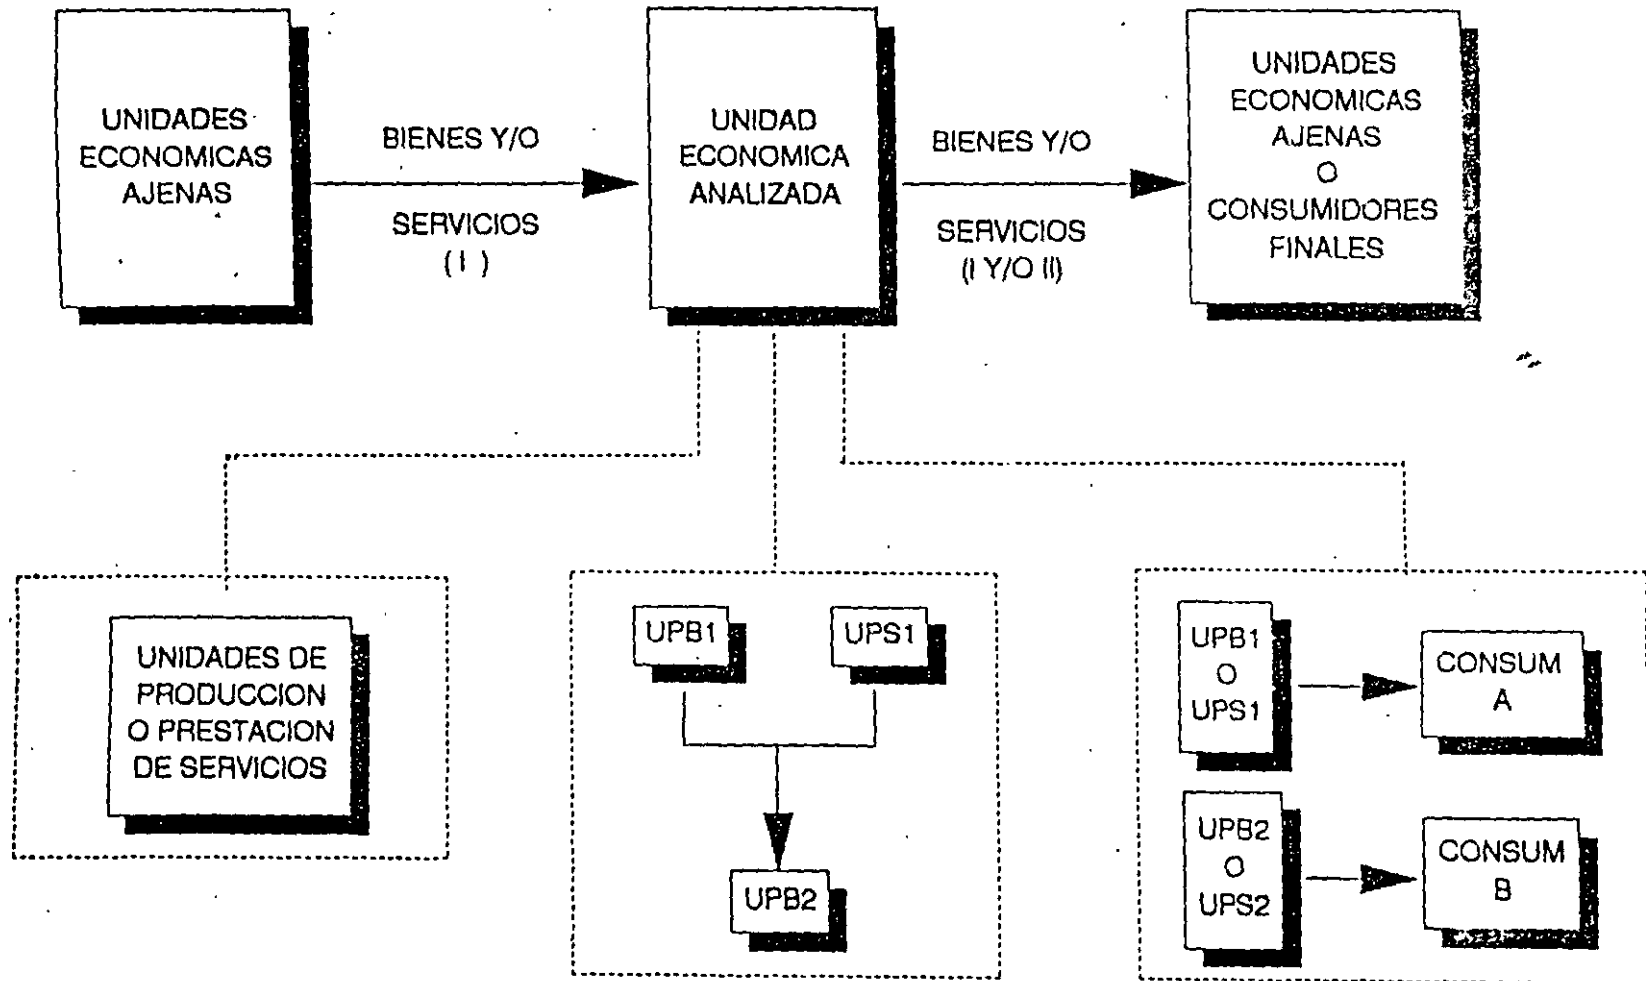 UNIDADES
ECONOMICAS
AJENAS
BIENES Y/O
SERVICIOS
( I )
UNIDAD
ECONOMICA
ANALIZADA
BIENES Y/O
SERVICIOS
(I Y/O II)
UNIDADES
ECONOMICAS
AJENAS
O
CONSUMIDORES
FINALES
UNIDADES DE
PRODUCCION
O PRESTACION
DE SERVICIOS
UPB1
UPS1
UPB2
UPB1
O
UPS1
CONSUM
A
UPB2
O
UPS2
CONSUM
B